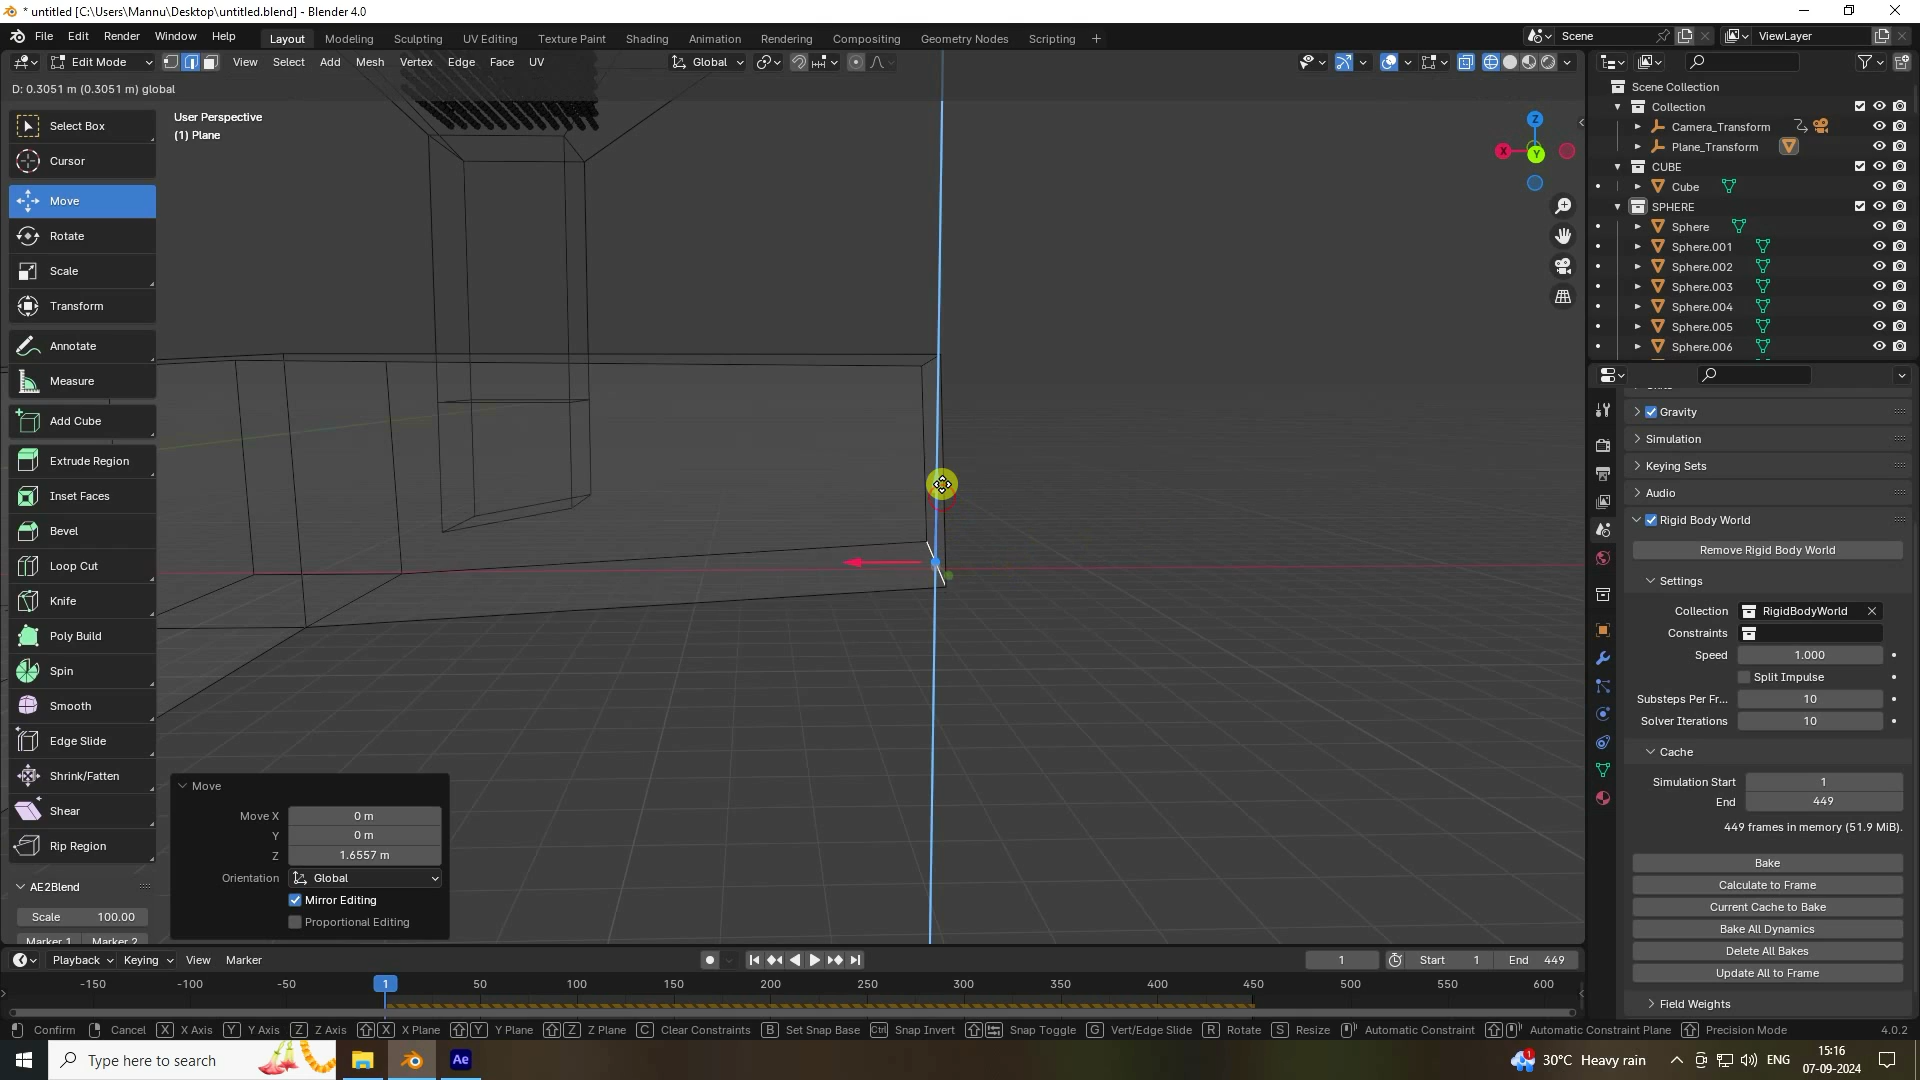 * untitled [C:\Users\Mannu\Desktop\untitled.blend] - Blender 4.0
File Edit Render Window Help
Layout Modeling Sculpting UV Editing Texture Paint Shading Animation Rendering Compositing Geometry Nodes Scripting +
Scene
ViewLayer
Edit Mode
View Select Add Mesh Vertex Edge Face UV
Global
D: 0.3051 m (0.3051 m) global
User Perspective
(1) Plane
Select Box
Cursor
Move
Rotate
Scale
Transform
Annotate
Measure
Add Cube
Extrude Region
Inset Faces
Bevel
Loop Cut
Knife
Poly Build
Spin
Smooth
Edge Slide
Shrink/Fatten
Shear
Rip Region
AE2Blend
Scale 100.00
Marker 1 Marker 2
Z
X
Y
Move
Move X 0 m
Y 0 m
Z 1.6557 m
Orientation Global
Mirror Editing
Proportional Editing
Scene Collection
Collection
Camera_Transform
Plane_Transform
CUBE
Cube
SPHERE
Sphere
Sphere.001
Sphere.002
Sphere.003
Sphere.004
Sphere.005
Sphere.006
Gravity
Simulation
Keying Sets
Audio
Rigid Body World
Remove Rigid Body World
Settings
Collection RigidBodyWorld
Constraints
Speed 1.000
Split Impulse
Substeps Per Fr... 10
Solver Iterations 10
Cache
Simulation Start 1
End 449
449 frames in memory (51.9 MiB).
Bake
Calculate to Frame
Current Cache to Bake
Bake All Dynamics
Delete All Bakes
Update All to Frame
Field Weights
Playback Keying View Marker
1 Start 1 End 449
-150 -100 -50 1 50 100 150 200 250 300 350 400 450 500 550 600
Confirm Cancel X X Axis Y Y Axis Z Z Axis X X Plane Y Y Plane Z Z Plane C Clear Constraints B Set Snap Base Ctrl Snap Invert Snap Toggle G Vert/Edge Slide R Rotate S Resize Automatic Constraint Automatic Constraint Plane Precision Mode 4.0.2
Type here to search
Ae
1
30°C Heavy rain
ENG
15:16
07-09-2024